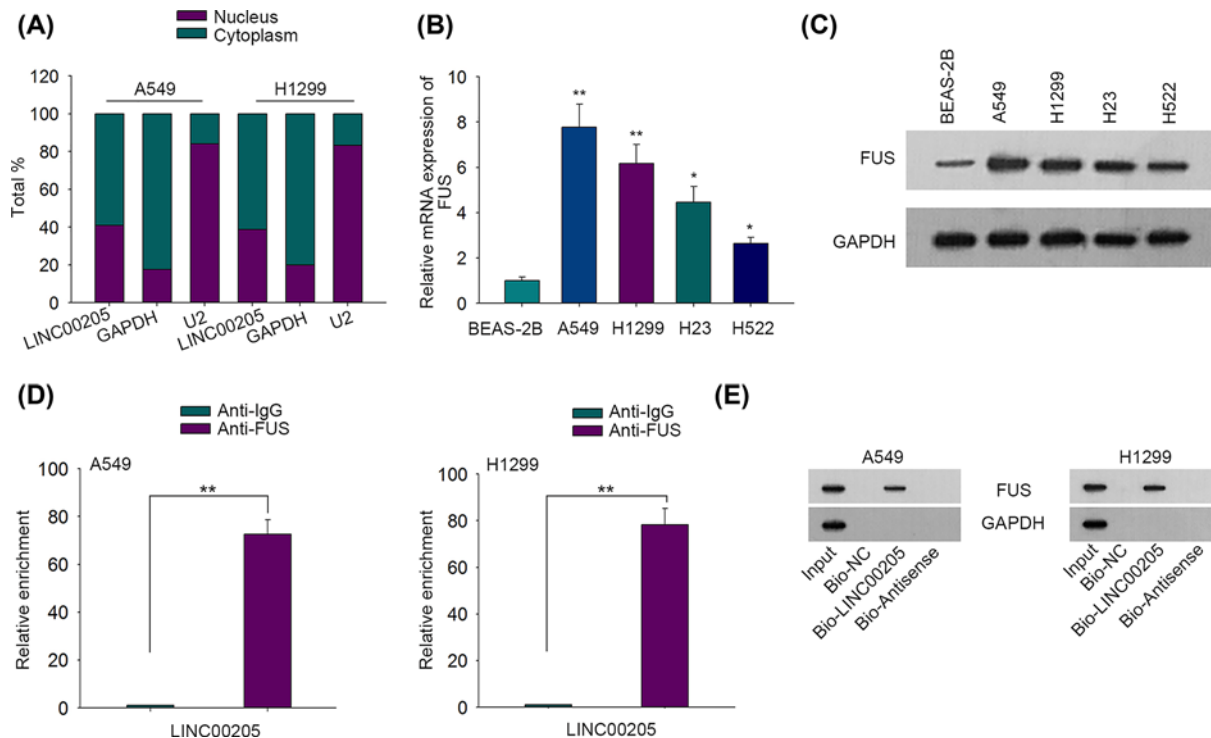 (A)
Nucleus
Cytoplasm
120
100
80
60
40
20
0
Total %
A549
H1299
LINC00205
GAPDH
U2
LINC00205
GAPDH
U2
(B)
Relative mRNA expression of
FUS
10
8
6
4
2
0
**
**
*
*
BEAS-2B
A549
H1299
H23
H522
(C)
BEAS-2B
A549
H1299
H23
H522
FUS
GAPDH
(D)
Anti-IgG
Anti-FUS
A549
Relative enrichment
100
80
60
40
20
0
**
LINC00205
Anti-IgG
Anti-FUS
H1299
Relative enrichment
100
80
60
40
20
0
**
LINC00205
(E)
A549
H1299
FUS
GAPDH
Input
Bio-NC
Bio-LINC00205
Bio-Antisense
Input
Bio-NC
Bio-LINC00205
Bio-Antisense